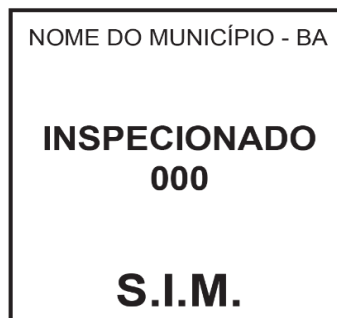 NOME DO MUNICÍPIO - BA
INSPECIONADO
000
S.I.M.